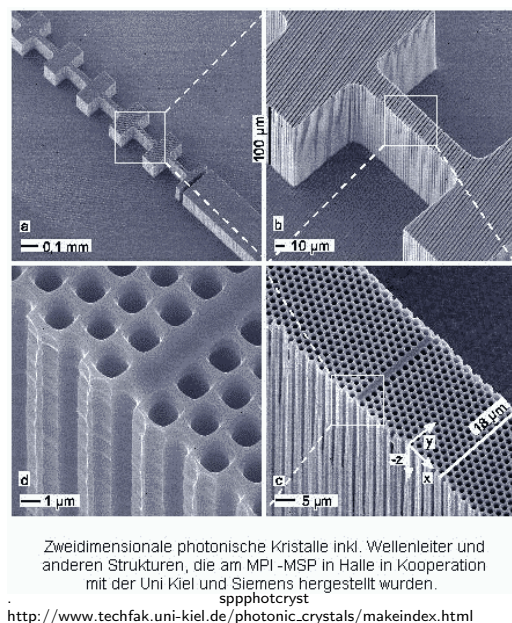 a
0,1 mm
100 µm
b
10 µm
d
1 µm
18 µm
y
-z
x
c
5 µm
Zweidimensionale photonische Kristalle inkl. Wellenleiter und
anderen Strukturen, die am MPI -MSP in Halle in Kooperation
mit der Uni Kiel und Siemens hergestellt wurden.
. sppphotcryst
http://www.techfak.uni-kiel.de/photonic_crystals/makeindex.html